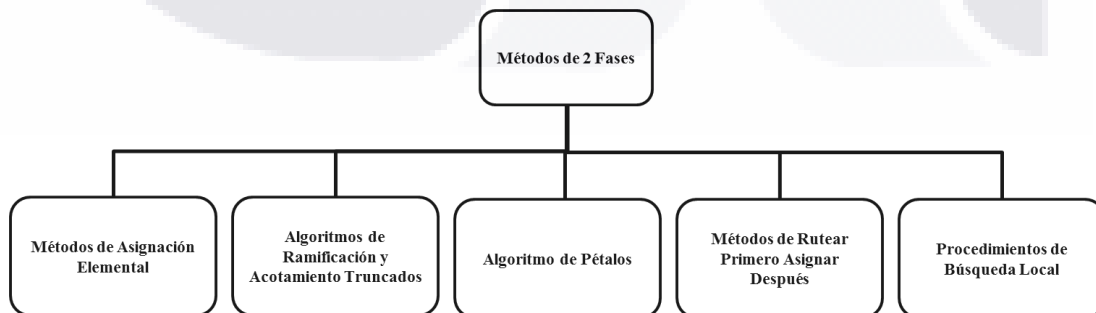 Métodos de 2 Fases
Métodos de Asignación
Elemental
Algoritmos de
Ramificación y
Acotamiento Truncados
Algoritmo de Pétalos
Métodos de Rutear
Primero Asignar
Después
Procedimientos de
Búsqueda Local